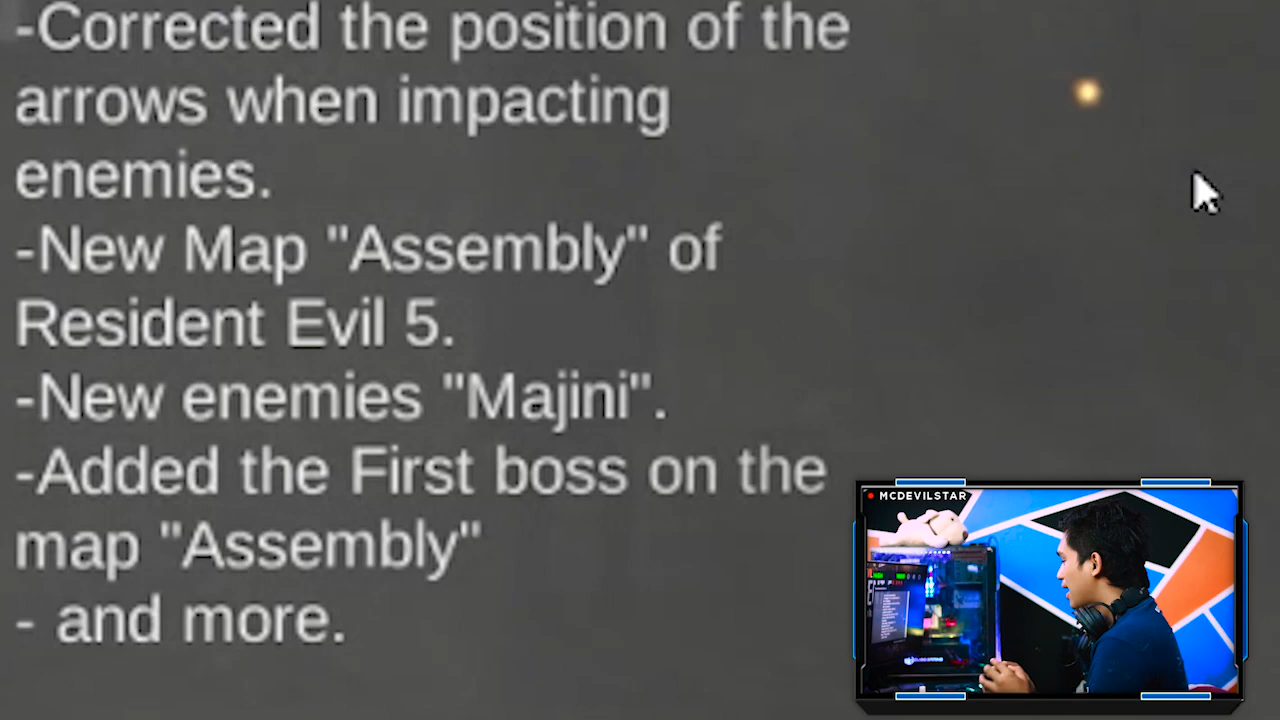 -Corrected the position of the
arrows when impacting
enemies.
-New Map "Assembly" of
Resident Evil 5.
-New enemies "Majini".
-Added the First boss on the
map "Assembly"
- and more.
MCDEVILSTAR